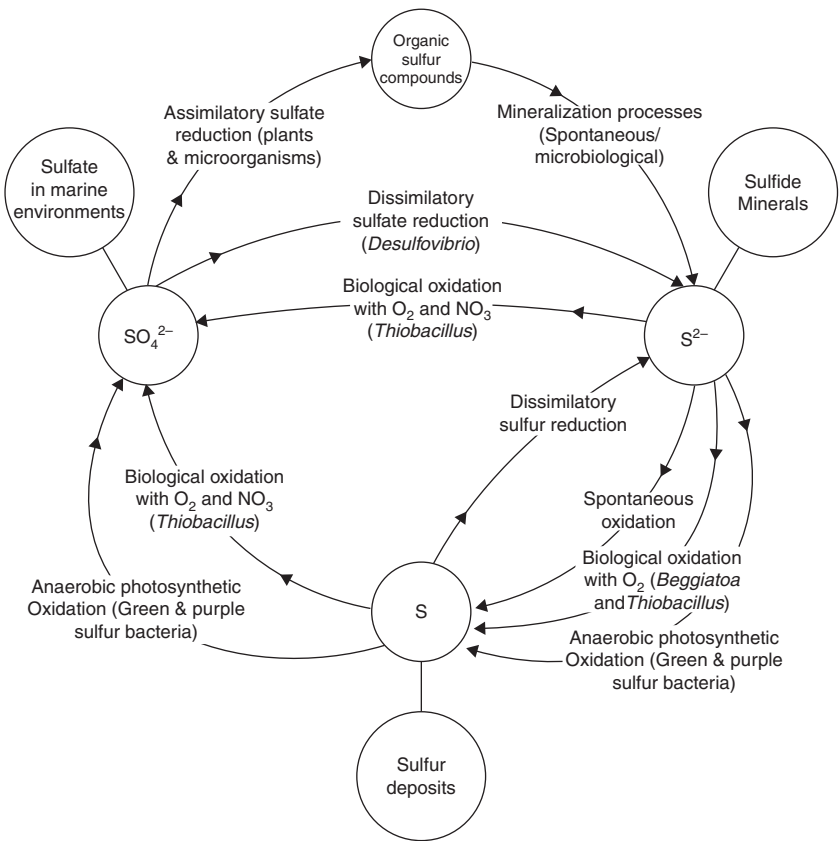 Organic
sulfur
compounds
Assimilatory sulfate
reduction (plants
& microorganisms)
Mineralization processes
(Spontaneous/
microbiological)
Sulfate
in marine
environments
Sulfide
Minerals
Dissimilatory
sulfate reduction
(Desulfovibrio)
Biological oxidation
with O₂ and NO₃
(Thiobacillus)
SO₄²⁻
S²⁻
Dissimilatory
sulfur reduction
Biological oxidation
with O₂ and NO₃
(Thiobacillus)
Spontaneous
oxidation
Biological oxidation
with O₂ (Beggiatoa
andThiobacillus)
Anaerobic photosynthetic
Oxidation (Green & purple
sulfur bacteria)
S
Anaerobic photosynthetic
Oxidation (Green & purple
sulfur bacteria)
Sulfur
deposits